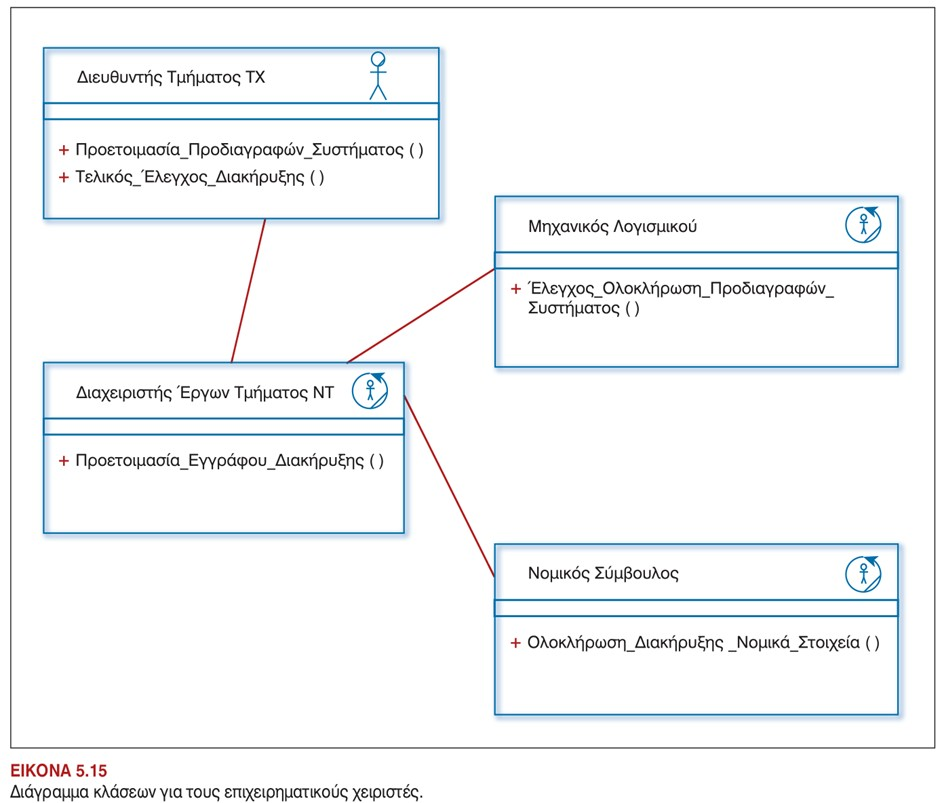 Διευθυντής Τμήματος ΤΧ
+ Προετοιμασία_Προδιαγραφών_Συστήματος ( )
+ Τελικός_Έλεγχος_Διακήρυξης ( )
Μηχανικός Λογισμικού
+ Έλεγχος_Ολοκλήρωση_Προδιαγραφών_
Συστήματος ( )
Διαχειριστής Έργων Τμήματος ΝΤ
+ Προετοιμασία_Εγγράφου_Διακήρυξης ( )
Νομικός Σύμβουλος
+ Ολοκλήρωση_Διακήρυξης _Νομικά_Στοιχεία ( )
ΕΙΚΟΝΑ 5.15
Διάγραμμα κλάσεων για τους επιχειρηματικούς χειριστές.